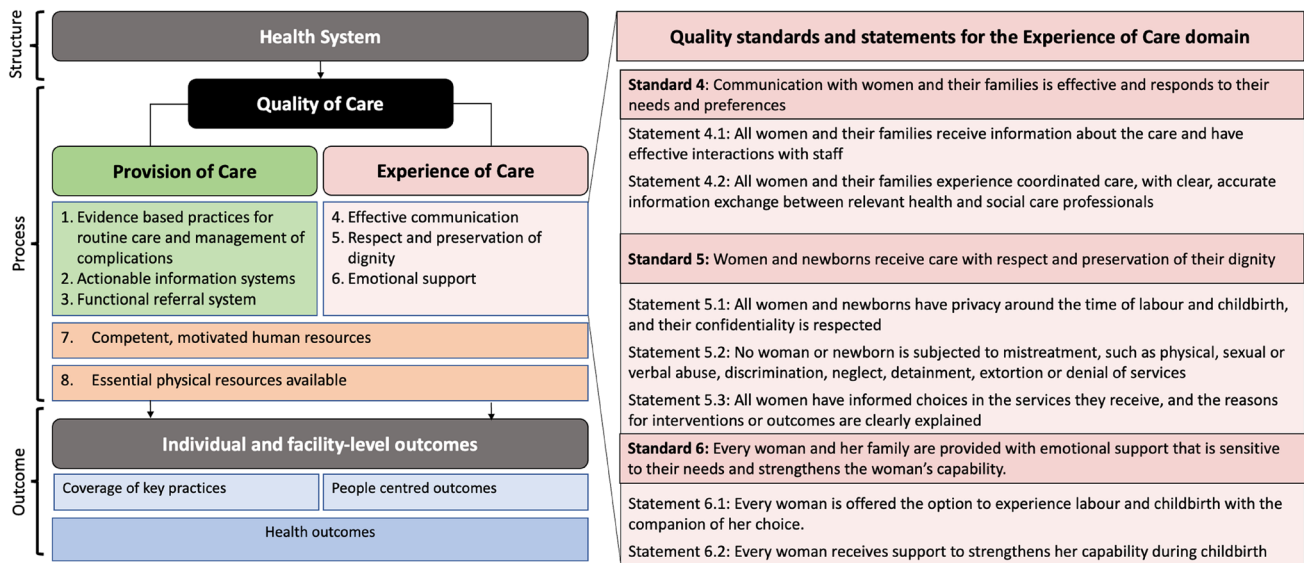 Structure
Health System
Process
Quality of Care
Provision of Care
Experience of Care
1. Evidence based practices for
routine care and management of
complications
2. Actionable information systems
3. Functional referral system
4. Effective communication
5. Respect and preservation of
dignity
6. Emotional support
7. Competent, motivated human resources
8. Essential physical resources available
Outcome
Individual and facility-level outcomes
Coverage of key practices
People centred outcomes
Health outcomes
Quality standards and statements for the Experience of Care domain
Standard 4: Communication with women and their families is effective and responds to their
needs and preferences
Statement 4.1: All women and their families receive information about the care and have
effective interactions with staff
Statement 4.2: All women and their families experience coordinated care, with clear, accurate
information exchange between relevant health and social care professionals
Standard 5: Women and newborns receive care with respect and preservation of their dignity
Statement 5.1: All women and newborns have privacy around the time of labour and childbirth,
and their confidentiality is respected
Statement 5.2: No woman or newborn is subjected to mistreatment, such as physical, sexual or
verbal abuse, discrimination, neglect, detainment, extortion or denial of services
Statement 5.3: All women have informed choices in the services they receive, and the reasons
for interventions or outcomes are clearly explained
Standard 6: Every woman and her family are provided with emotional support that is sensitive
to their needs and strengthens the woman's capability.
Statement 6.1: Every woman is offered the option to experience labour and childbirth with the
companion of her choice.
Statement 6.2: Every woman receives support to strengthens her capability during childbirth